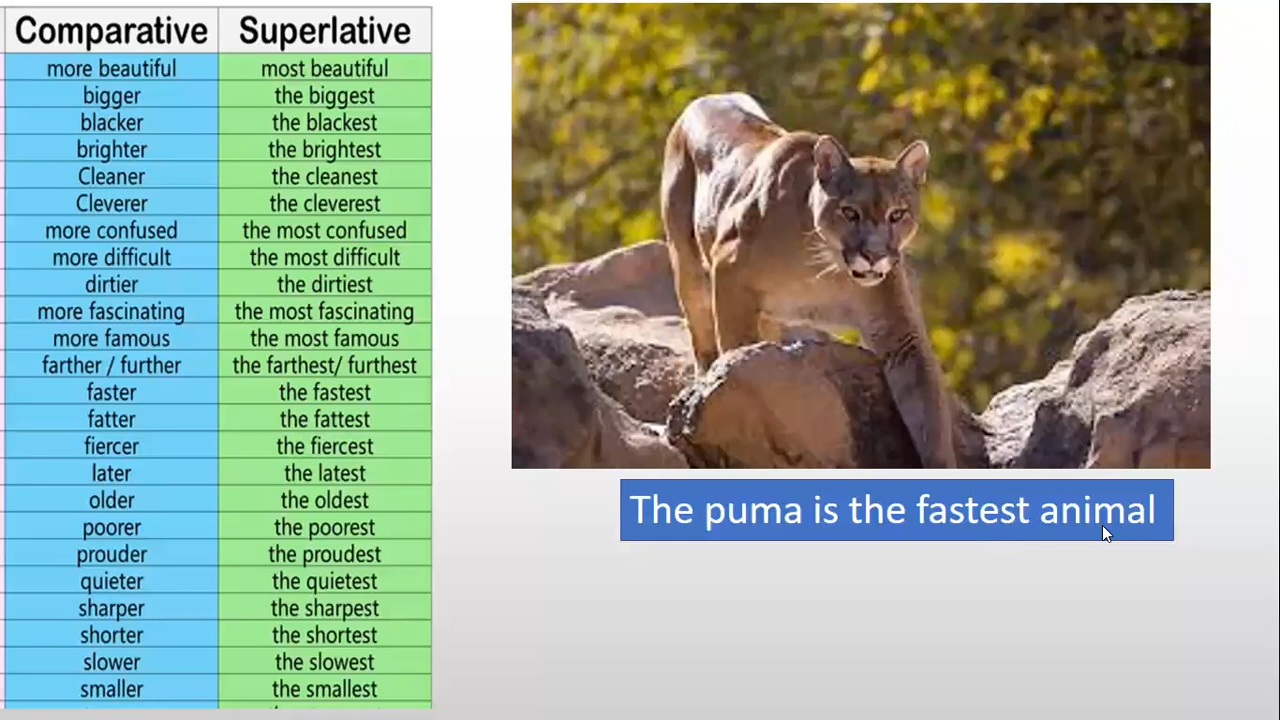 Comparative Superlative
more beautiful most beautiful
bigger the biggest
blacker the blackest
brighter the brightest
Cleaner the cleanest
Cleverer the cleverest
more confused the most confused
more difficult the most difficult
dirtier the dirtiest
more fascinating the most fascinating
more famous the most famous
farther / further the farthest/ furthest
faster the fastest
fatter the fattest
fiercer the fiercest
later the latest
older the oldest
poorer the poorest
prouder the proudest
quieter the quietest
sharper the sharpest
shorter the shortest
slower the slowest
smaller the smallest
The puma is the fastest animal